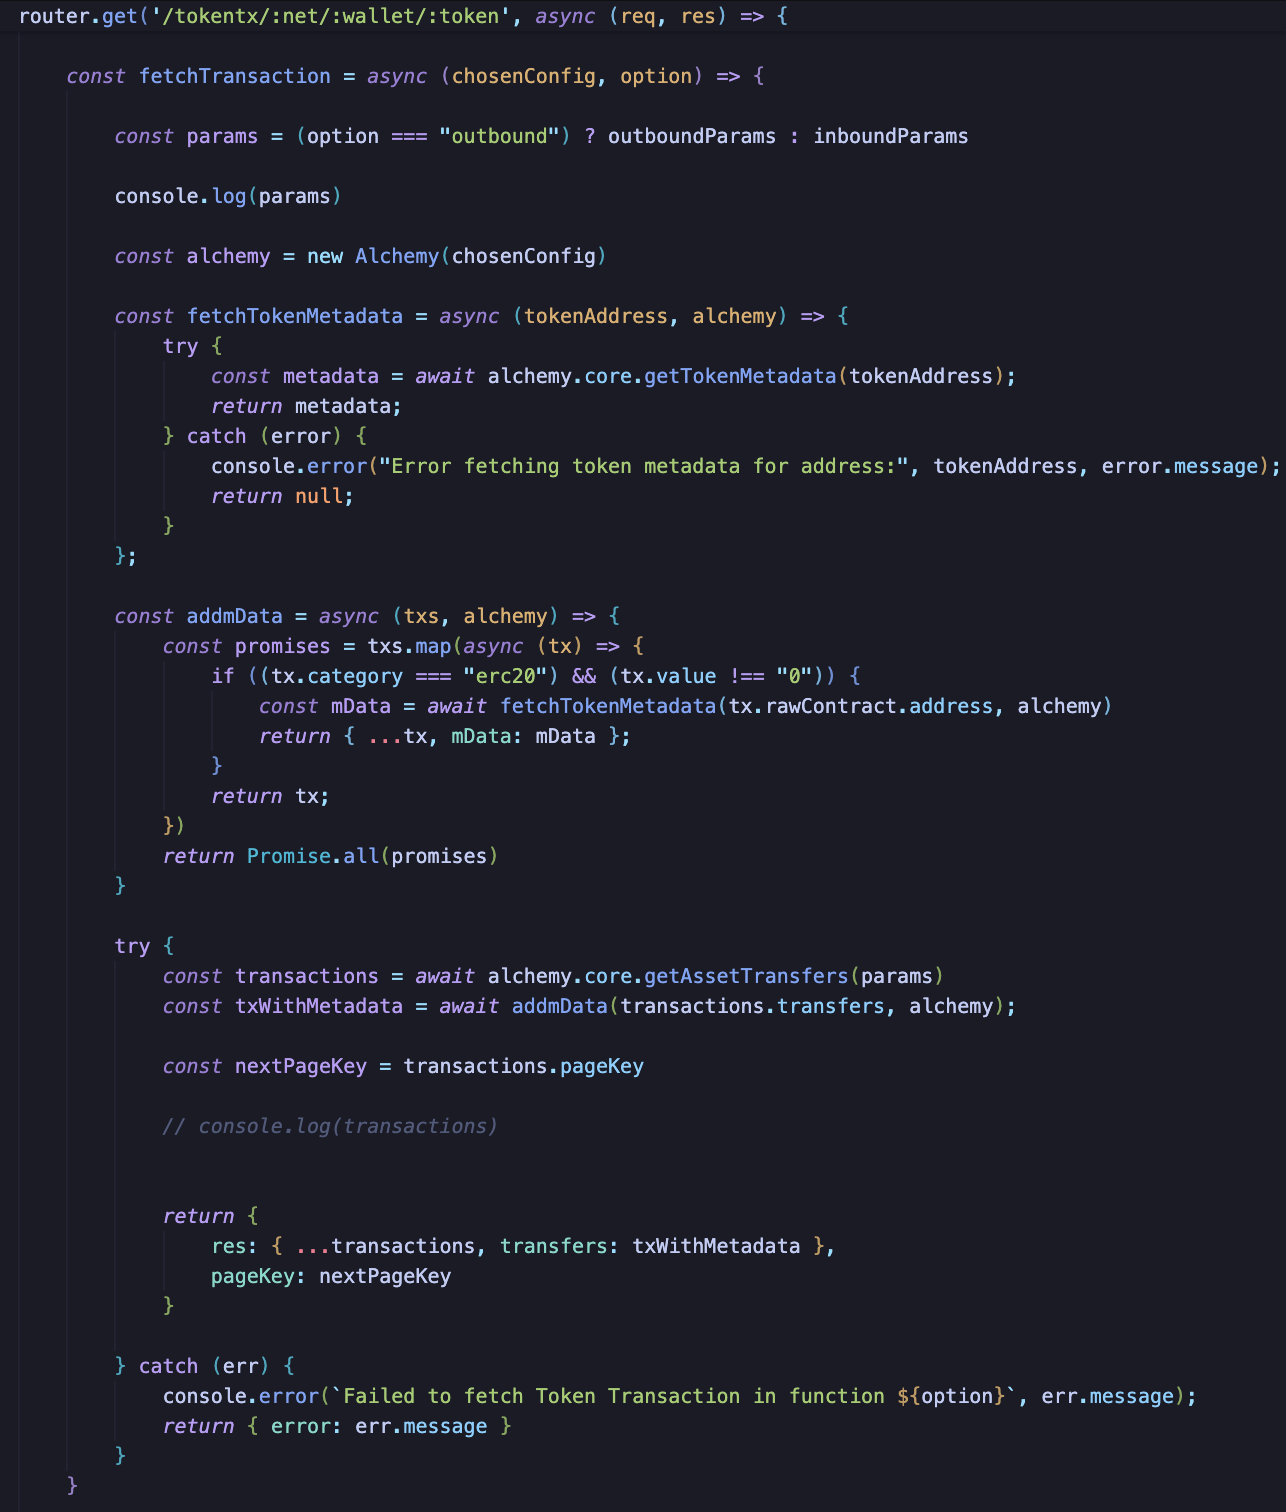 router.get('/tokentx/:net/:wallet/:token', async (req, res) => {
const fetchTransaction = async (chosenConfig, option) => {
const params = (option === "outbound") ? outboundParams : inboundParams
console.log(params)
const alchemy = new Alchemy(chosenConfig)
const fetchTokenMetadata = async (tokenAddress, alchemy) => {
try {
const metadata = await alchemy.core.getTokenMetadata(tokenAddress);
return metadata;
} catch (error) {
console.error("Error fetching token metadata for address:", tokenAddress, error.message);
return null;
}
};
const addmData = async (txs, alchemy) => {
const promises = txs.map(async (tx) => {
if ((tx.category === "erc20") && (tx.value !== "0")) {
const mData = await fetchTokenMetadata(tx.rawContract.address, alchemy)
return { ...tx, mData: mData };
}
return tx;
})
return Promise.all(promises)
}
try {
const transactions = await alchemy.core.getAssetTransfers(params)
const txWithMetadata = await addmData(transactions.transfers, alchemy);
const nextPageKey = transactions.pageKey
// console.log(transactions)
return {
res: { ...transactions, transfers: txWithMetadata },
pageKey: nextPageKey
}
} catch (err) {
console.error(`Failed to fetch Token Transaction in function ${option}`, err.message);
return { error: err.message }
}
}